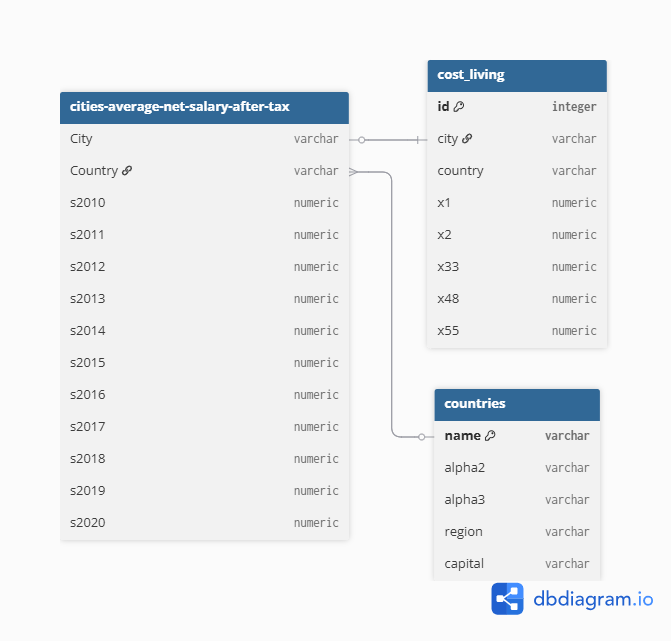 cities-average-net-salary-after-tax
City varchar
Country varchar
s2010 numeric
s2011 numeric
s2012 numeric
s2013 numeric
s2014 numeric
s2015 numeric
s2016 numeric
s2017 numeric
s2018 numeric
s2019 numeric
s2020 numeric
cost_living
id integer
city varchar
country varchar
x1 numeric
x2 numeric
x33 numeric
x48 numeric
x55 numeric
countries
name varchar
alpha2 varchar
alpha3 varchar
region varchar
capital varchar
dbdiagram.io